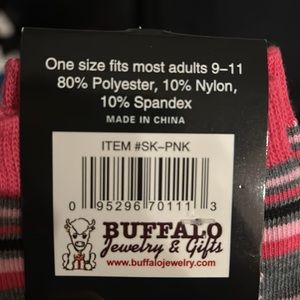 One size fits most adults 9–11
80% Polyester, 10% Nylon,
10% Spandex
MADE IN CHINA
ITEM #SK–PNK
0 95296 70111 3
BUFFALO
Jewelry & Gifts
www.buffalojewelry.com